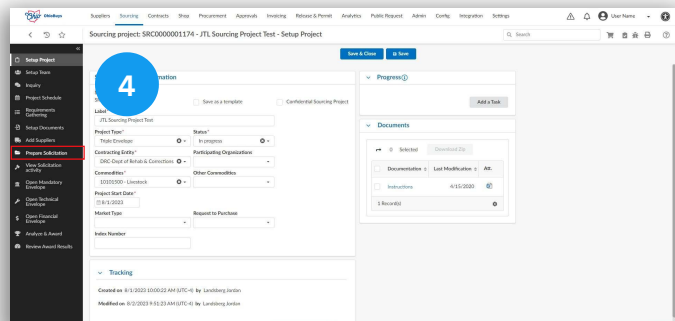 OhioBuys
Suppliers Sourcing Contracts Shop Procurement Approvals Invoicing Release & Permit Analytics Public Request Admin Config Integration Settings
User Name
Sourcing project: SRC0000001174 - JTL Sourcing Project Test - Setup Project
Search
Save & Close Save
Setup Project
Setup Team
Inquiry
Project Schedule
Requirements
Gathering
Setup Documents
Add Suppliers
Prepare Solicitation
View Solicitation
activity
Open Mandatory
Envelope
Open Technical
Envelope
Open Financial
Envelope
Analyze & Award
Review Award Results
4
Save as a template Confidential Sourcing Project
Label
JTL Sourcing Project Test
Project Type* Status*
Triple Envelope In progress
Contracting Entity* Participating Organizations
DRC-Dept of Rehab & Corrections
Commodities* Other Commodities
10101500 - Livestock
Project Start Date*
8/1/2023
Market Type Request to Purchase
Index Number
Tracking
Created on 8/1/2023 10:00:22 AM (UTC-4) by Landsberg Jordan
Modified on 8/2/2023 9:51:23 AM (UTC-4) by Landsberg Jordan
Progress
Add a Task
Documents
0 Selected Download Zip
Documentation Last Modification Att.
Instructions 4/15/2020
1 Record(s)